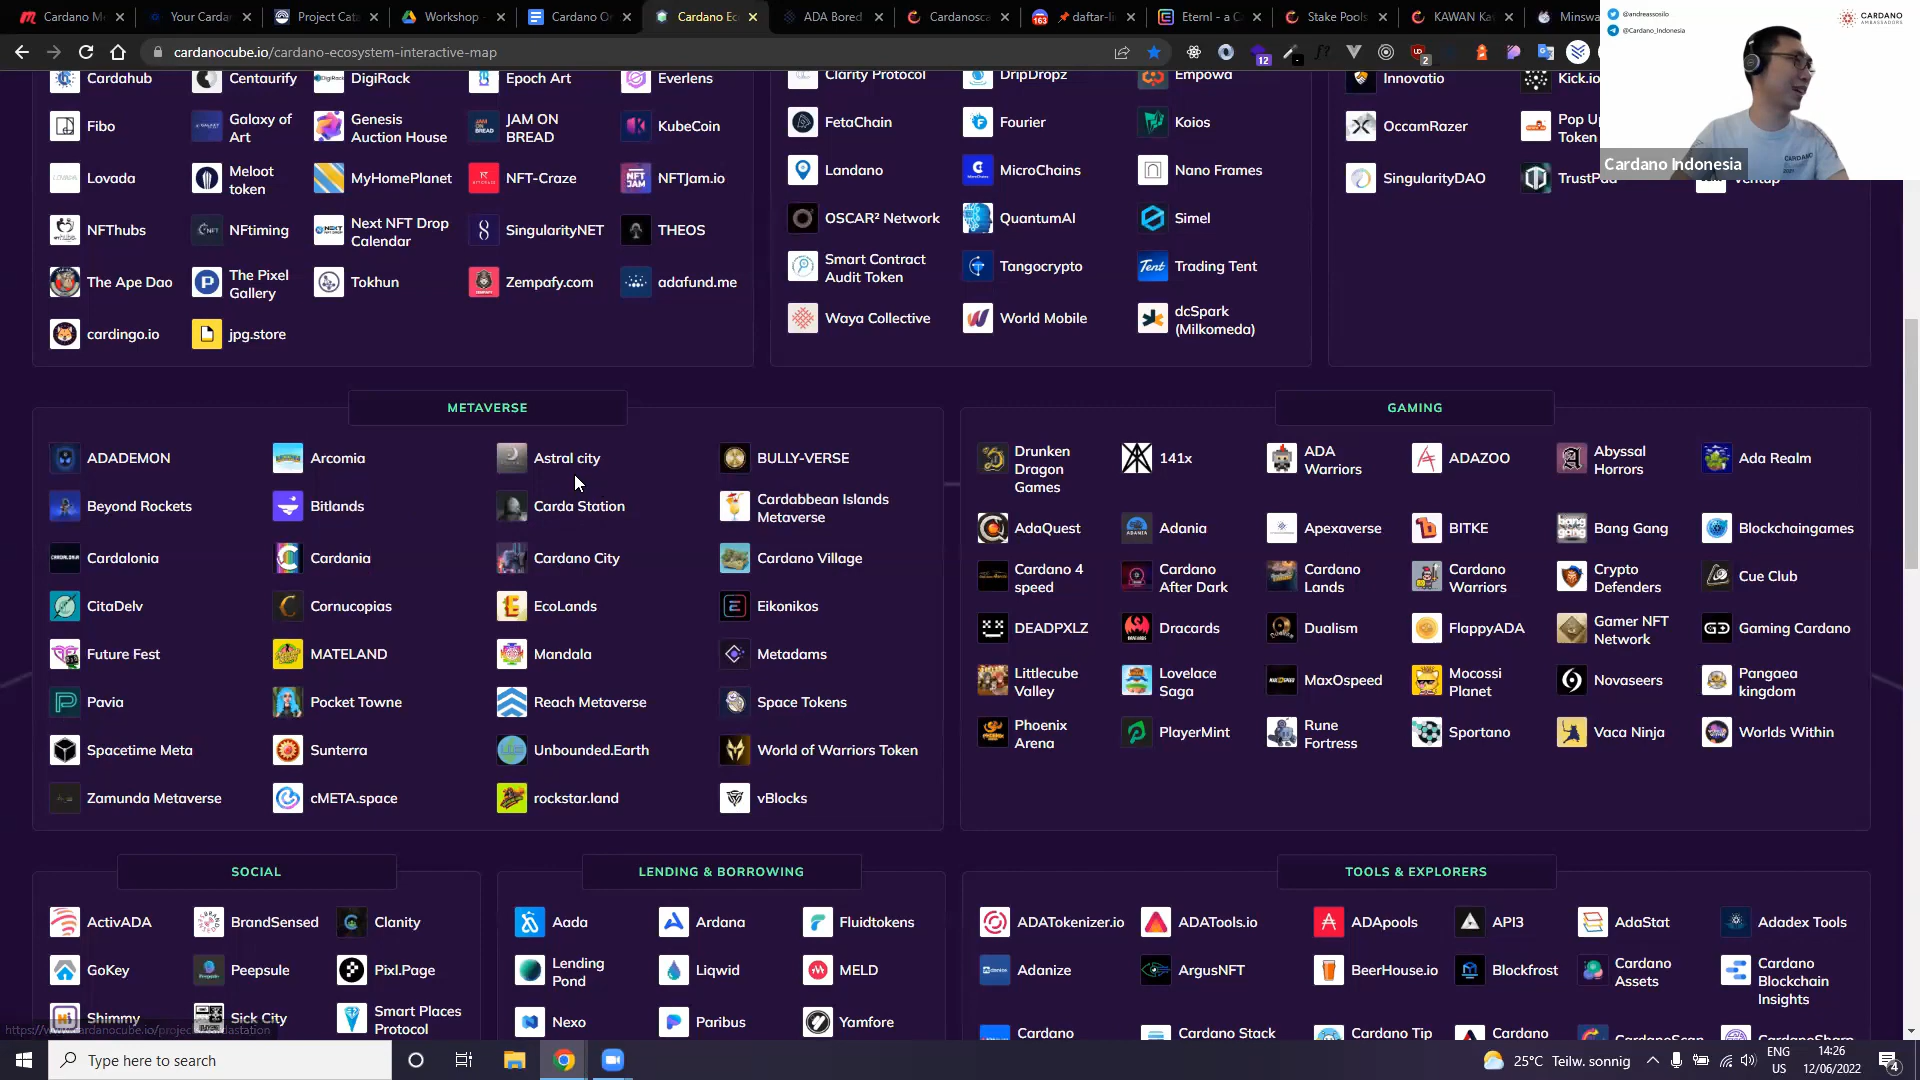 Cardano M
Your Carda
Project Cata
Workshop -
Cardano O
Cardano Ec
ADA Bored
Cardanosca
daftar-li
Eternl - a C
Stake Pools
KAWAN Ka
Minswa
cardanocube.io/cardano-ecosystem-interactive-map
@andreassosilo
@Cardano_Indonesia
CARDANO
AMBASSADORS
Cardano Indonesia
Cardahub
Centaurify
DigiRack
Epoch Art
Everlens
Fibo
Galaxy of
Art
Genesis
Auction House
JAM ON
BREAD
KubeCoin
Lovada
Meloot
token
MyHomePlanet
NFT-Craze
NFTJam.io
NFThubs
NFtiming
Next NFT Drop
Calendar
SingularityNET
THEOS
The Ape Dao
The Pixel
Gallery
Tokhun
Zempafy.com
adafund.me
cardingo.io
jpg.store
Clarity Protocol
DripDropz
Empowa
FetaChain
Fourier
Koios
Landano
MicroChains
Nano Frames
OSCAR² Network
QuantumAI
Simel
Smart Contract
Audit Token
Tangocrypto
Trading Tent
Waya Collective
World Mobile
dcSpark
(Milkomeda)
Innovatio
Kick.io
OccamRazer
Pop Up
Token
SingularityDAO
TrustPad
METAVERSE
ADADEMON
Arcomia
Astral city
BULLY-VERSE
Beyond Rockets
Bitlands
Carda Station
Cardabbean Islands
Metaverse
Cardalonia
Cardania
Cardano City
Cardano Village
CitaDelv
Cornucopias
EcoLands
Eikonikos
Future Fest
MATELAND
Mandala
Metadams
Pavia
Pocket Towne
Reach Metaverse
Space Tokens
Spacetime Meta
Sunterra
Unbounded.Earth
World of Warriors Token
Zamunda Metaverse
cMETA.space
rockstar.land
vBlocks
GAMING
Drunken
Dragon
Games
141x
ADA
Warriors
ADAZOO
Abyssal
Horrors
Ada Realm
AdaQuest
Adania
Apexaverse
BITKE
Bang Gang
Blockchaingames
Cardano 4
speed
Cardano
After Dark
Cardano
Lands
Cardano
Warriors
Crypto
Defenders
Cue Club
DEADPXLZ
Dracards
Dualism
FlappyADA
Gamer NFT
Network
Gaming Cardano
Littlecube
Valley
Lovelace
Saga
MaxOspeed
Mocossi
Planet
Novaseers
Pangaea
kingdom
Phoenix
Arena
PlayerMint
Rune
Fortress
Sportano
Vaca Ninja
Worlds Within
SOCIAL
ActivADA
BrandSensed
Clanity
GoKey
Peepsule
Pixl.Page
Shimmy
Sick City
Smart Places
Protocol
LENDING & BORROWING
Aada
Ardana
Fluidtokens
Lending
Pond
Liqwid
MELD
Nexo
Paribus
Yamfore
TOOLS & EXPLORERS
ADATokenizer.io
ADATools.io
ADApools
API3
AdaStat
Adadex Tools
Adanize
ArgusNFT
BeerHouse.io
Blockfrost
Cardano
Assets
Cardano
Blockchain
Insights
Cardano
Cardano Stack
Cardano Tip
Cardano
CardanoScan
Type here to search
25°C Teilw. sonnig
ENG
US
14:26
12/06/2022
4